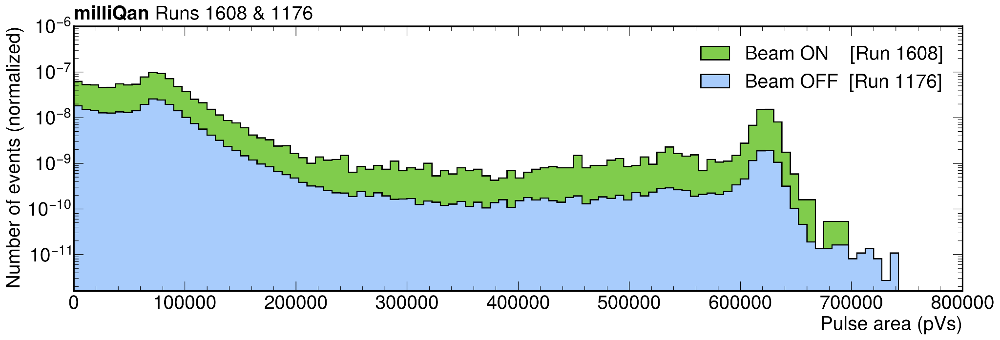 milliQan Runs 1608 & 1176
Number of events (normalized)
10⁻⁶
10⁻⁷
10⁻⁸
10⁻⁹
10⁻¹⁰
10⁻¹¹
Beam ON [Run 1608]
Beam OFF [Run 1176]
0 100000 200000 300000 400000 500000 600000 700000 800000
Pulse area (pVs)